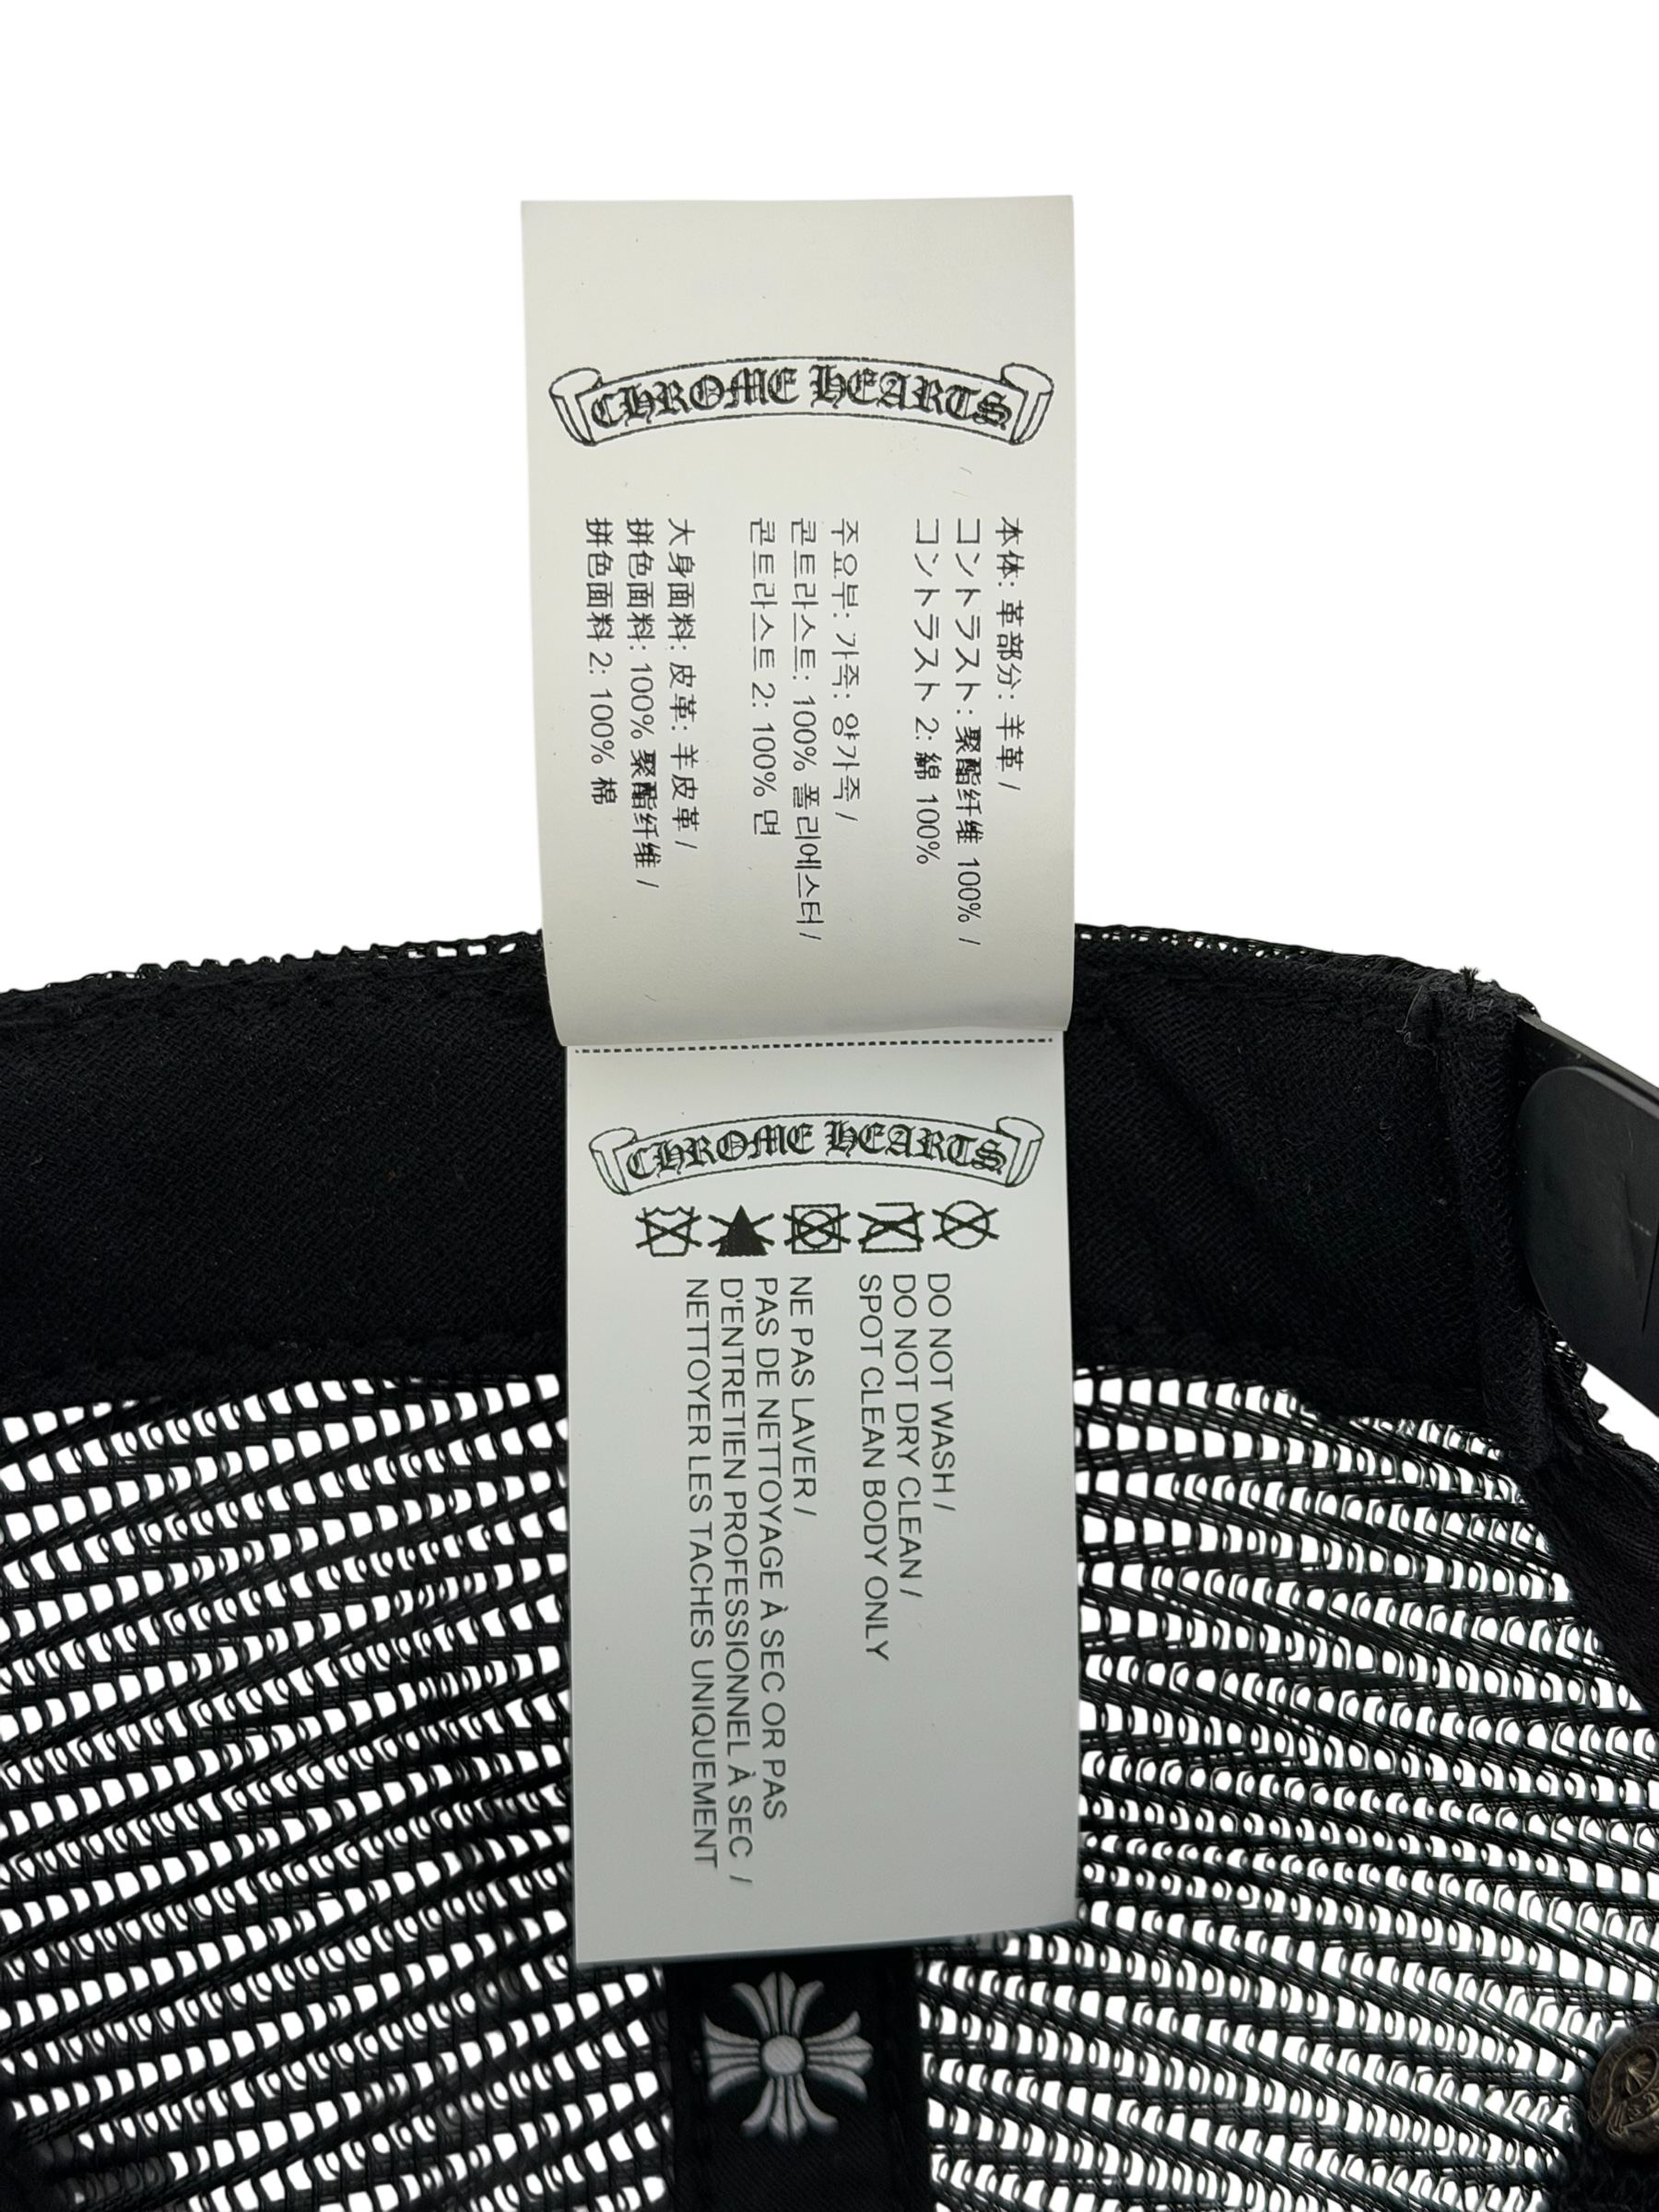 CHROME HEARTS
本体: 革部分: 羊革 /
コントラスト: 聚酯纤维 100% /
コントラスト 2: 綿 100%
주요부: 가죽: 양가죽 /
콘트라스트: 100% 폴리에스터 /
콘트라스트 2: 100% 면
大身面料: 皮革: 羊皮革 /
拼色面料: 100% 聚酯纤维 /
拼色面料 2: 100% 棉
CHROME HEARTS
DO NOT WASH /
DO NOT DRY CLEAN /
SPOT CLEAN BODY ONLY
NE PAS LAVER /
PAS DE NETTOYAGE À SEC OR PAS
D'ENTRETIEN PROFESSIONNEL À SEC /
NETTOYER LES TACHES UNIQUEMENT